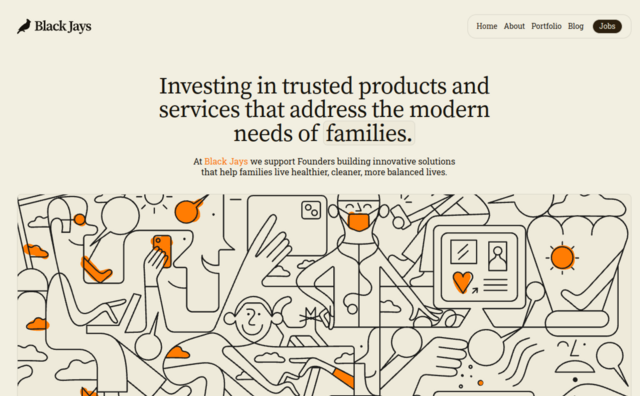 Black Jays
Home About Portfolio Blog Jobs
Investing in trusted products and
services that address the modern
needs of families.
At Black Jays we support Founders building innovative solutions
that help families live healthier, cleaner, more balanced lives.